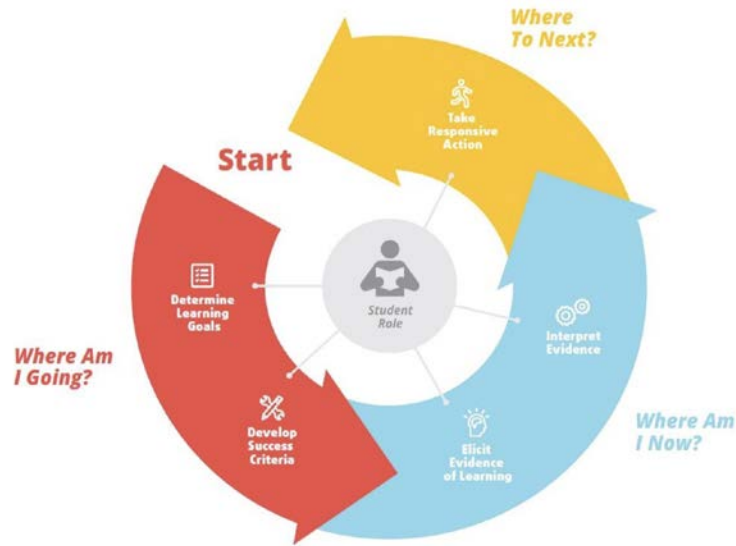 Where
To Next?
Take
Responsive
Action
Start
Student
Role
Determine
Learning
Goals
Interpret
Evidence
Where Am
I Going?
Develop
Success
Criteria
Elicit
Evidence
of Learning
Where Am
I Now?